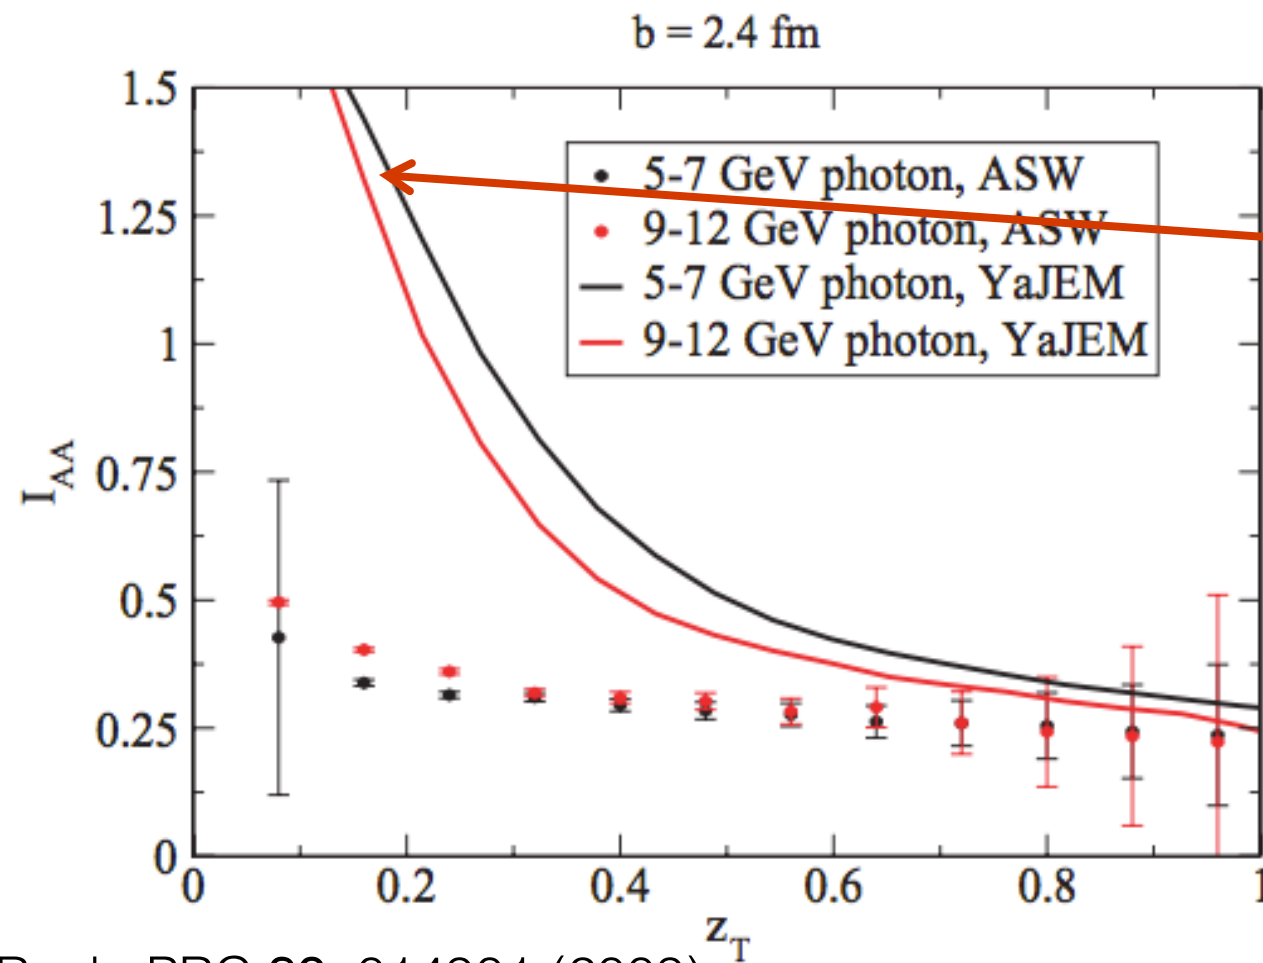 b = 2.4 fm
1.5
1.25
1
0.75
0.5
0.25
0
I AA
5-7 GeV photon, ASW
9-12 GeV photon, ASW
5-7 GeV photon, YaJEM
9-12 GeV photon, YaJEM
0 0.2 0.4 0.6 0.8 1
z T
PRC